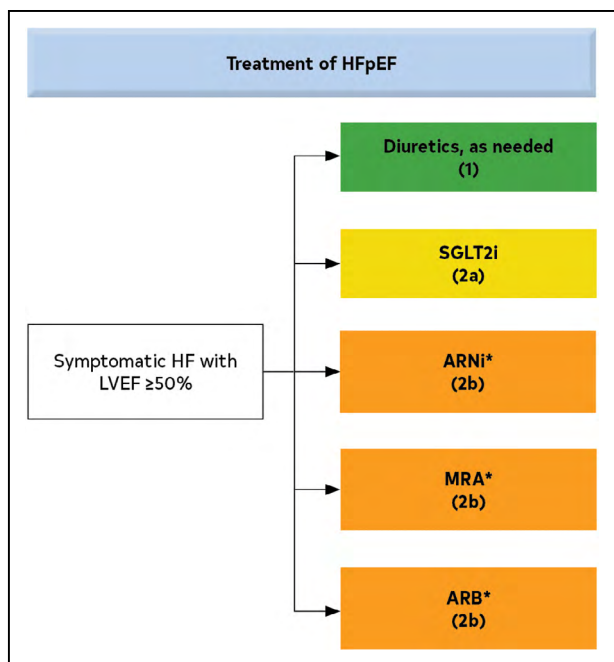 Treatment of HFpEF
Diuretics, as needed
(1)
SGLT2i
(2a)
Symptomatic HF with
LVEF ≥50%
ARNi*
(2b)
MRA*
(2b)
ARB*
(2b)